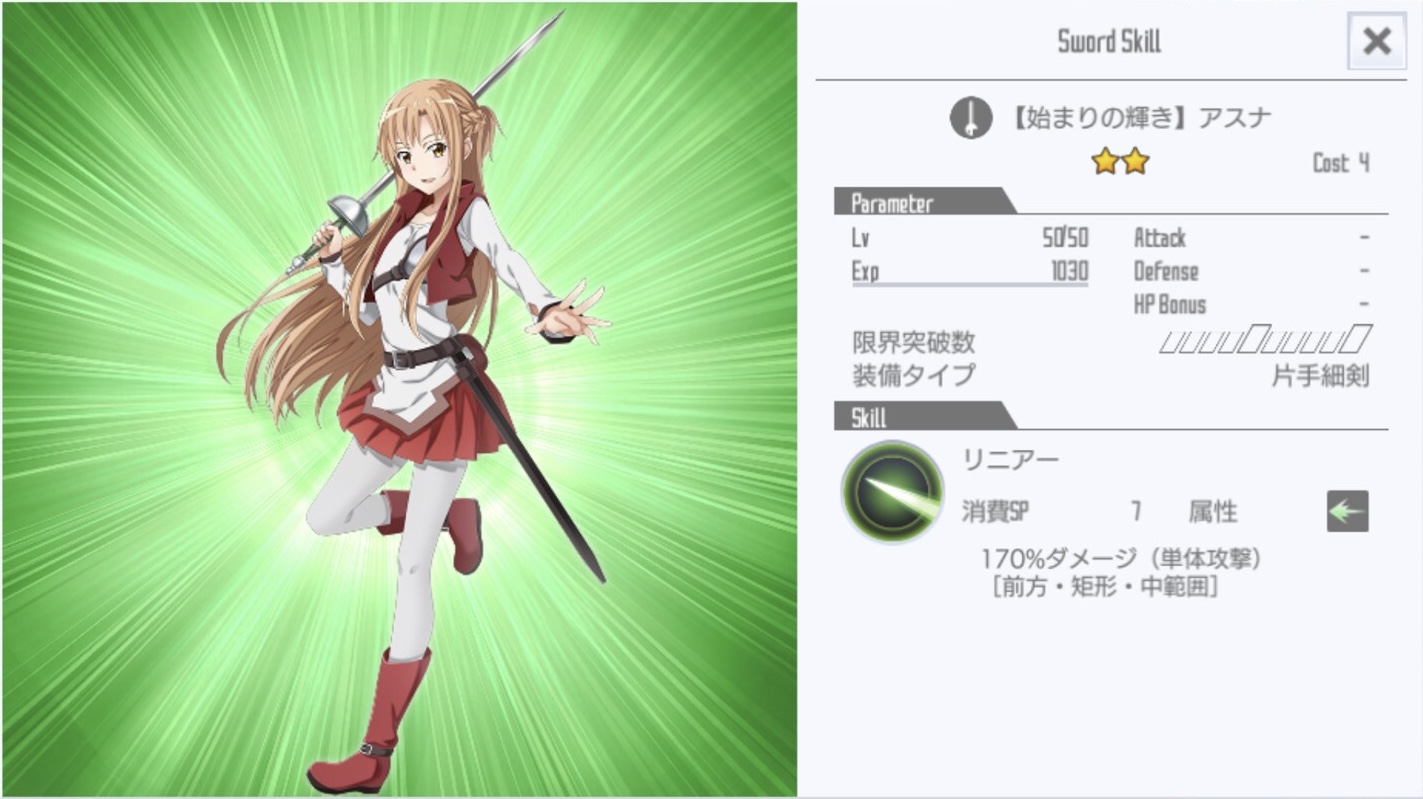 Sword Skill
【始まりの輝き】アスナ
Cost 4
Parameter
Lv 50/50 Attack -
Exp 1030 Defense -
HP Bonus -
限界突破数
装備タイプ 片手細剣
Skill
リニアー
消費SP 7 属性
170%ダメージ（単体攻撃）
［前方・矩形・中範囲］